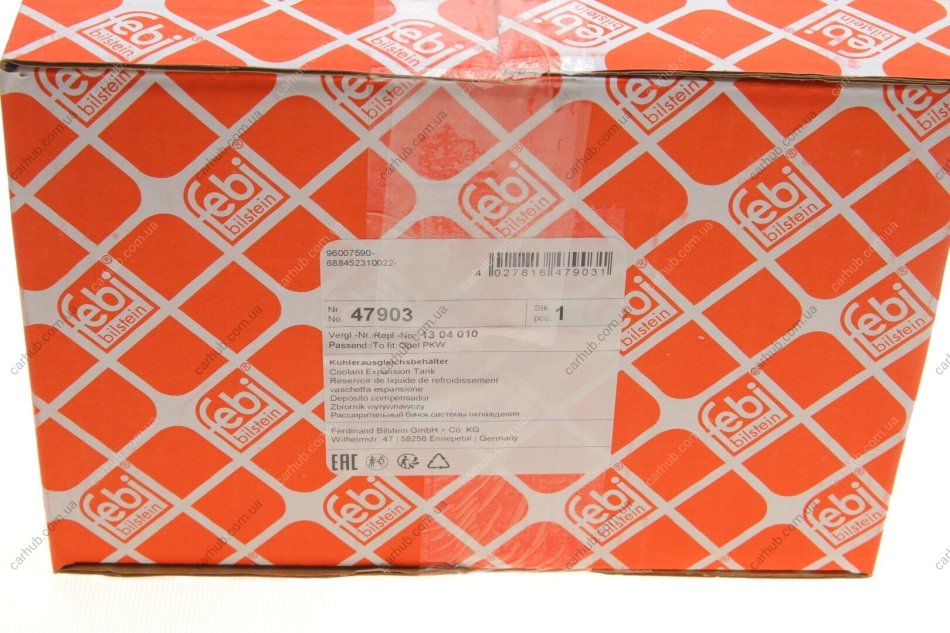 febi
bilstein
96007590-
688452310022-
4 027816 479031
Nr.
No. 47903
Stk.
pcs. 1
Vergl.-Nr./Repl.-No.: 13 04 010
Passend./To fit: Opel PKW
Kühlerausgleichsbehälter
Coolant Expansion Tank
Réservoir de liquide de refroidissement
vaschetta espansione
Depósito compensador
Zbiornik wyrywnawczy
Расширительный бачок системы охлаждения
Ferdinand Bilstein GmbH + Co. KG
Wilhelmstr. 47 | 58256 Ennepetal | Germany
EAC
carhub.com.ua